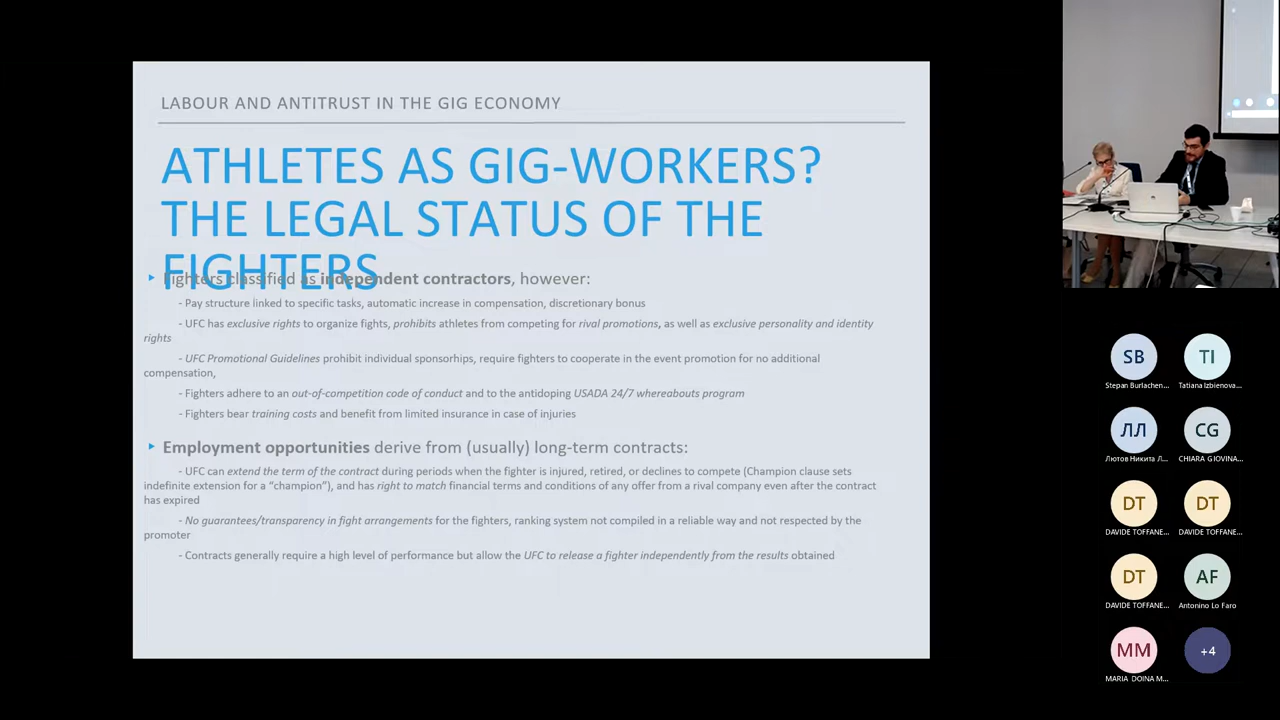 LABOUR AND ANTITRUST IN THE GIG ECONOMY
ATHLETES AS GIG-WORKERS?
THE LEGAL STATUS OF THE
FIGHTERS
Fighters classified as independent contractors, however:
- Pay structure linked to specific tasks, automatic increase in compensation, discretionary bonus
- UFC has exclusive rights to organize fights, prohibits athletes from competing for rival promotions, as well as exclusive personality and identity
rights
- UFC Promotional Guidelines prohibit individual sponsorhips, require fighters to cooperate in the event promotion for no additional
compensation,
- Fighters adhere to an out-of-competition code of conduct and to the antidoping USADA 24/7 whereabouts program
- Fighters bear training costs and benefit from limited insurance in case of injuries
Employment opportunities derive from (usually) long-term contracts:
- UFC can extend the term of the contract during periods when the fighter is injured, retired, or declines to compete (Champion clause sets
indefinite extension for a “champion”), and has right to match financial terms and conditions of any offer from a rival company even after the contract
has expired
- No guarantees/transparency in fight arrangements for the fighters, ranking system not compiled in a reliable way and not respected by the
promoter
- Contracts generally require a high level of performance but allow the UFC to release a fighter independently from the results obtained
SB TI
Stepan Burlachen... Tatiana Izbienova...
ЛЛ CG
Лютов Никита Л... CHIARA GIOVINA...
DT DT
DAVIDE TOFFANE... DAVIDE TOFFANE...
DT AF
DAVIDE TOFFANE... Antonino Lo Faro
MM +4
MARIA DOINA M...